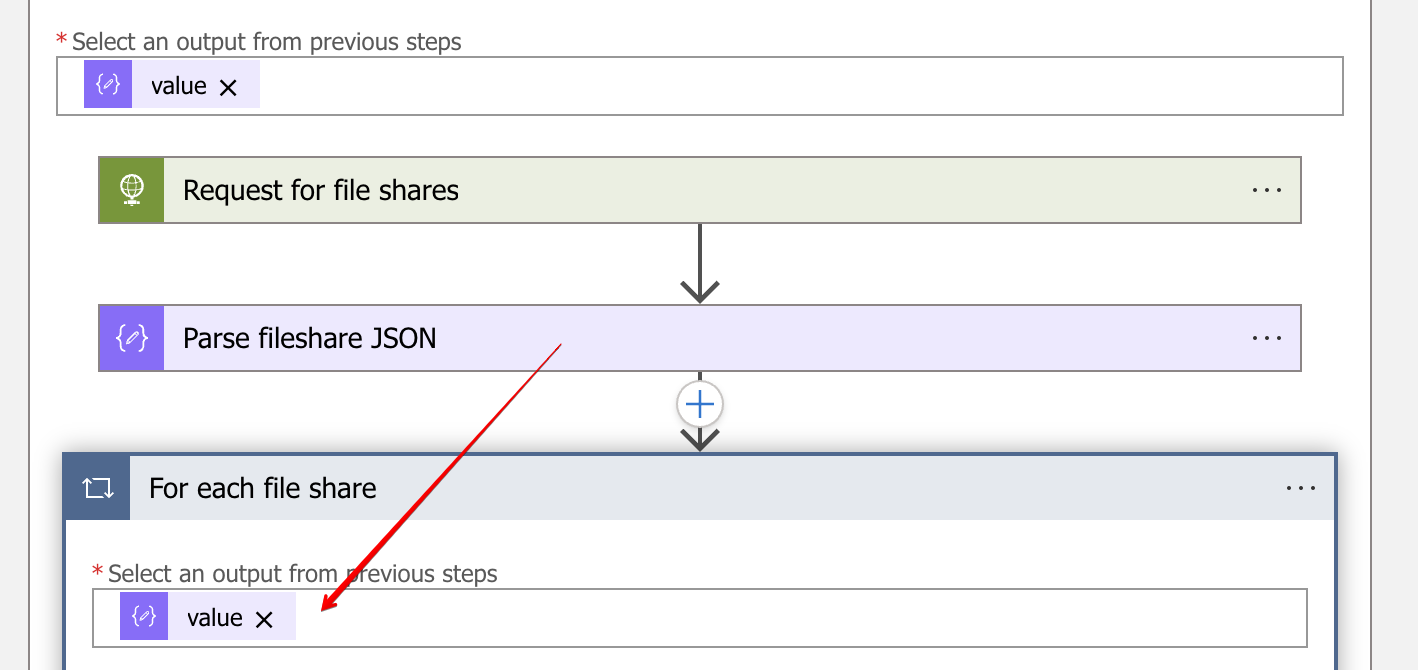 * Select an output from previous steps
value
Request for file shares
Parse fileshare JSON
For each file share
* Select an output from previous steps
value